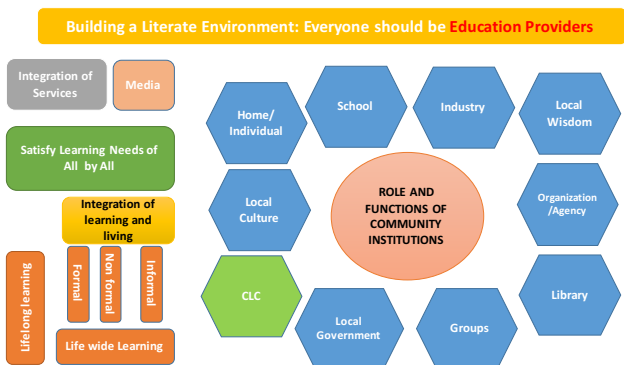 Building a Literate Environment: Everyone should be Education Providers
Integration of
Services
Media
Satisfy Learning Needs of
All by All
Integration of
learning and
living
Lifelong learning
Formal
Non formal
Informal
Life wide Learning
Home/
Individual
School
Industry
Local
Wisdom
Local
Culture
ROLE AND
FUNCTIONS OF
COMMUNITY
INSTITUTIONS
Organization
/Agency
CLC
Local
Government
Groups
Library